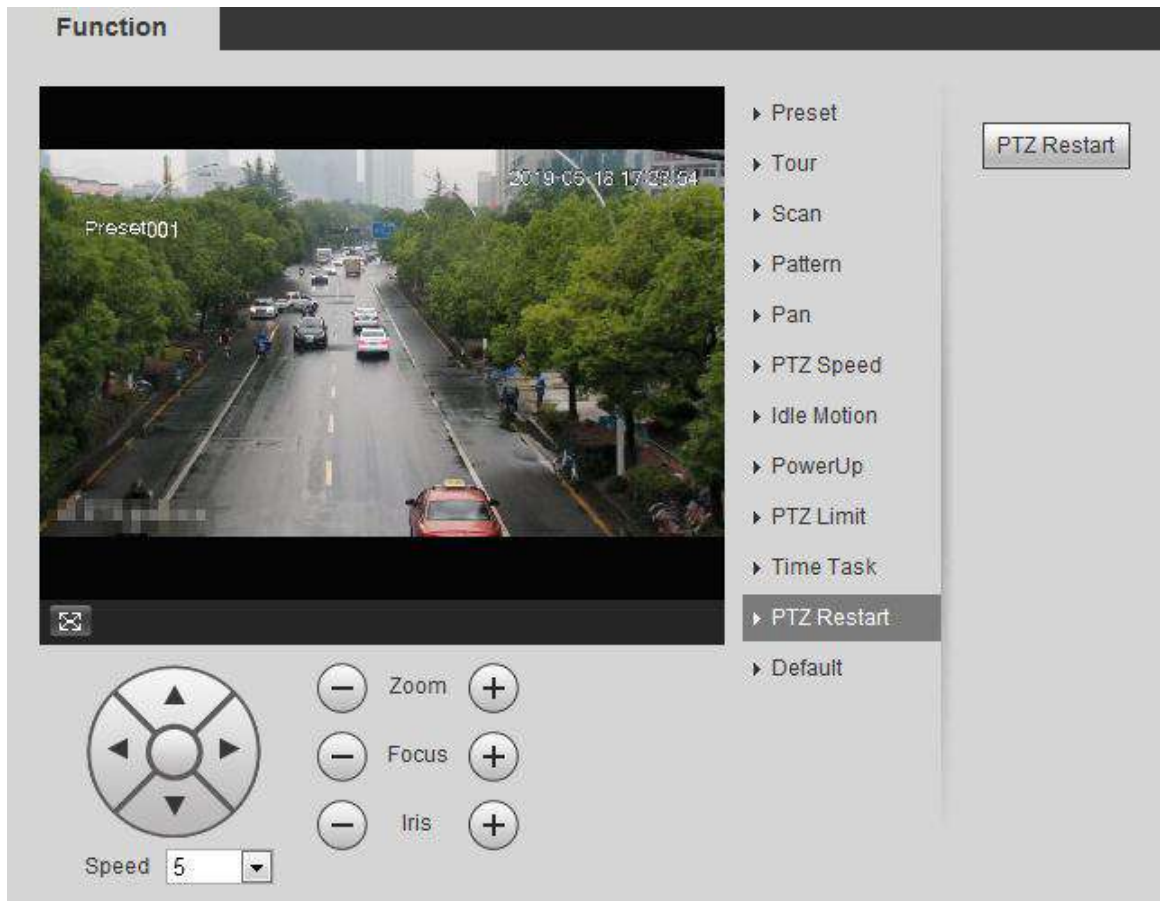 Function
2019-05-18 17:23:54
Preset001
Preset
Tour
Scan
Pattern
Pan
PTZ Speed
Idle Motion
PowerUp
PTZ Limit
Time Task
PTZ Restart
Default
PTZ Restart
Zoom
Focus
Iris
Speed 5